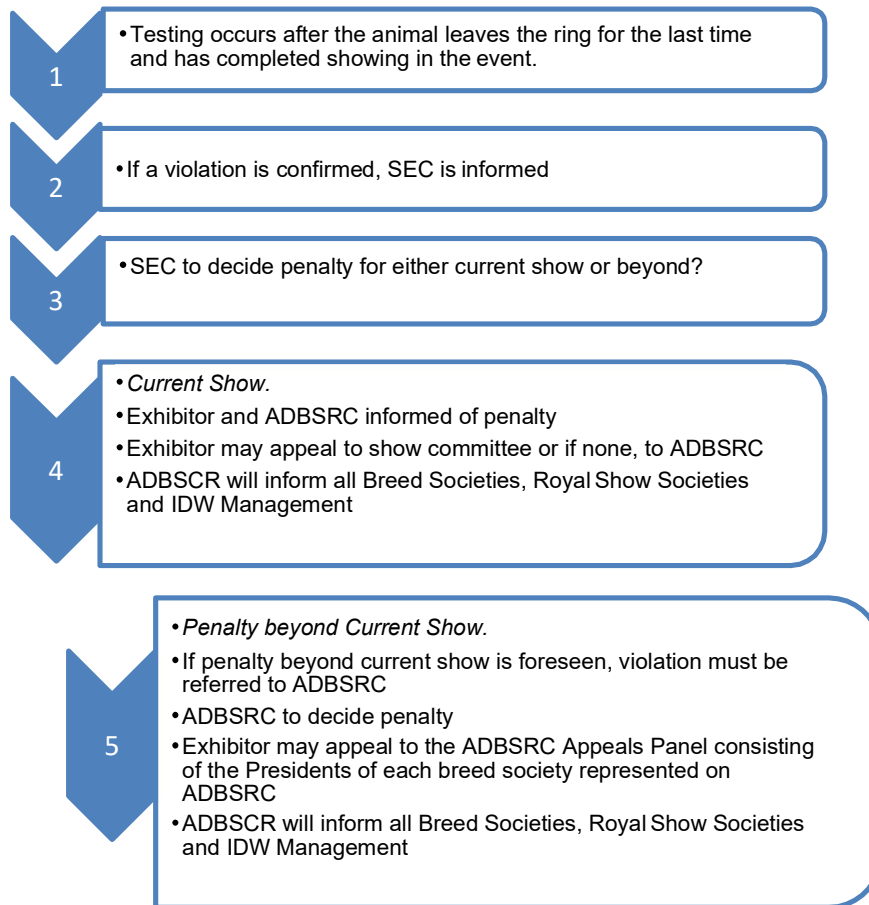 1
•Testing occurs after the animal leaves the ring for the last time
and has completed showing in the event.
2
•If a violation is confirmed, SEC is informed
3
•SEC to decide penalty for either current show or beyond?
4
•Current Show.
•Exhibitor and ADBSRC informed of penalty
•Exhibitor may appeal to show committee or if none, to ADBSRC
•ADBSCR will inform all Breed Societies, Royal Show Societies
and IDW Management
5
•Penalty beyond Current Show.
•If penalty beyond current show is foreseen, violation must be
referred to ADBSRC
•ADBSRC to decide penalty
•Exhibitor may appeal to the ADBSRC Appeals Panel consisting
of the Presidents of each breed society represented on
ADBSRC
•ADBSCR will inform all Breed Societies, Royal Show Societies
and IDW Management